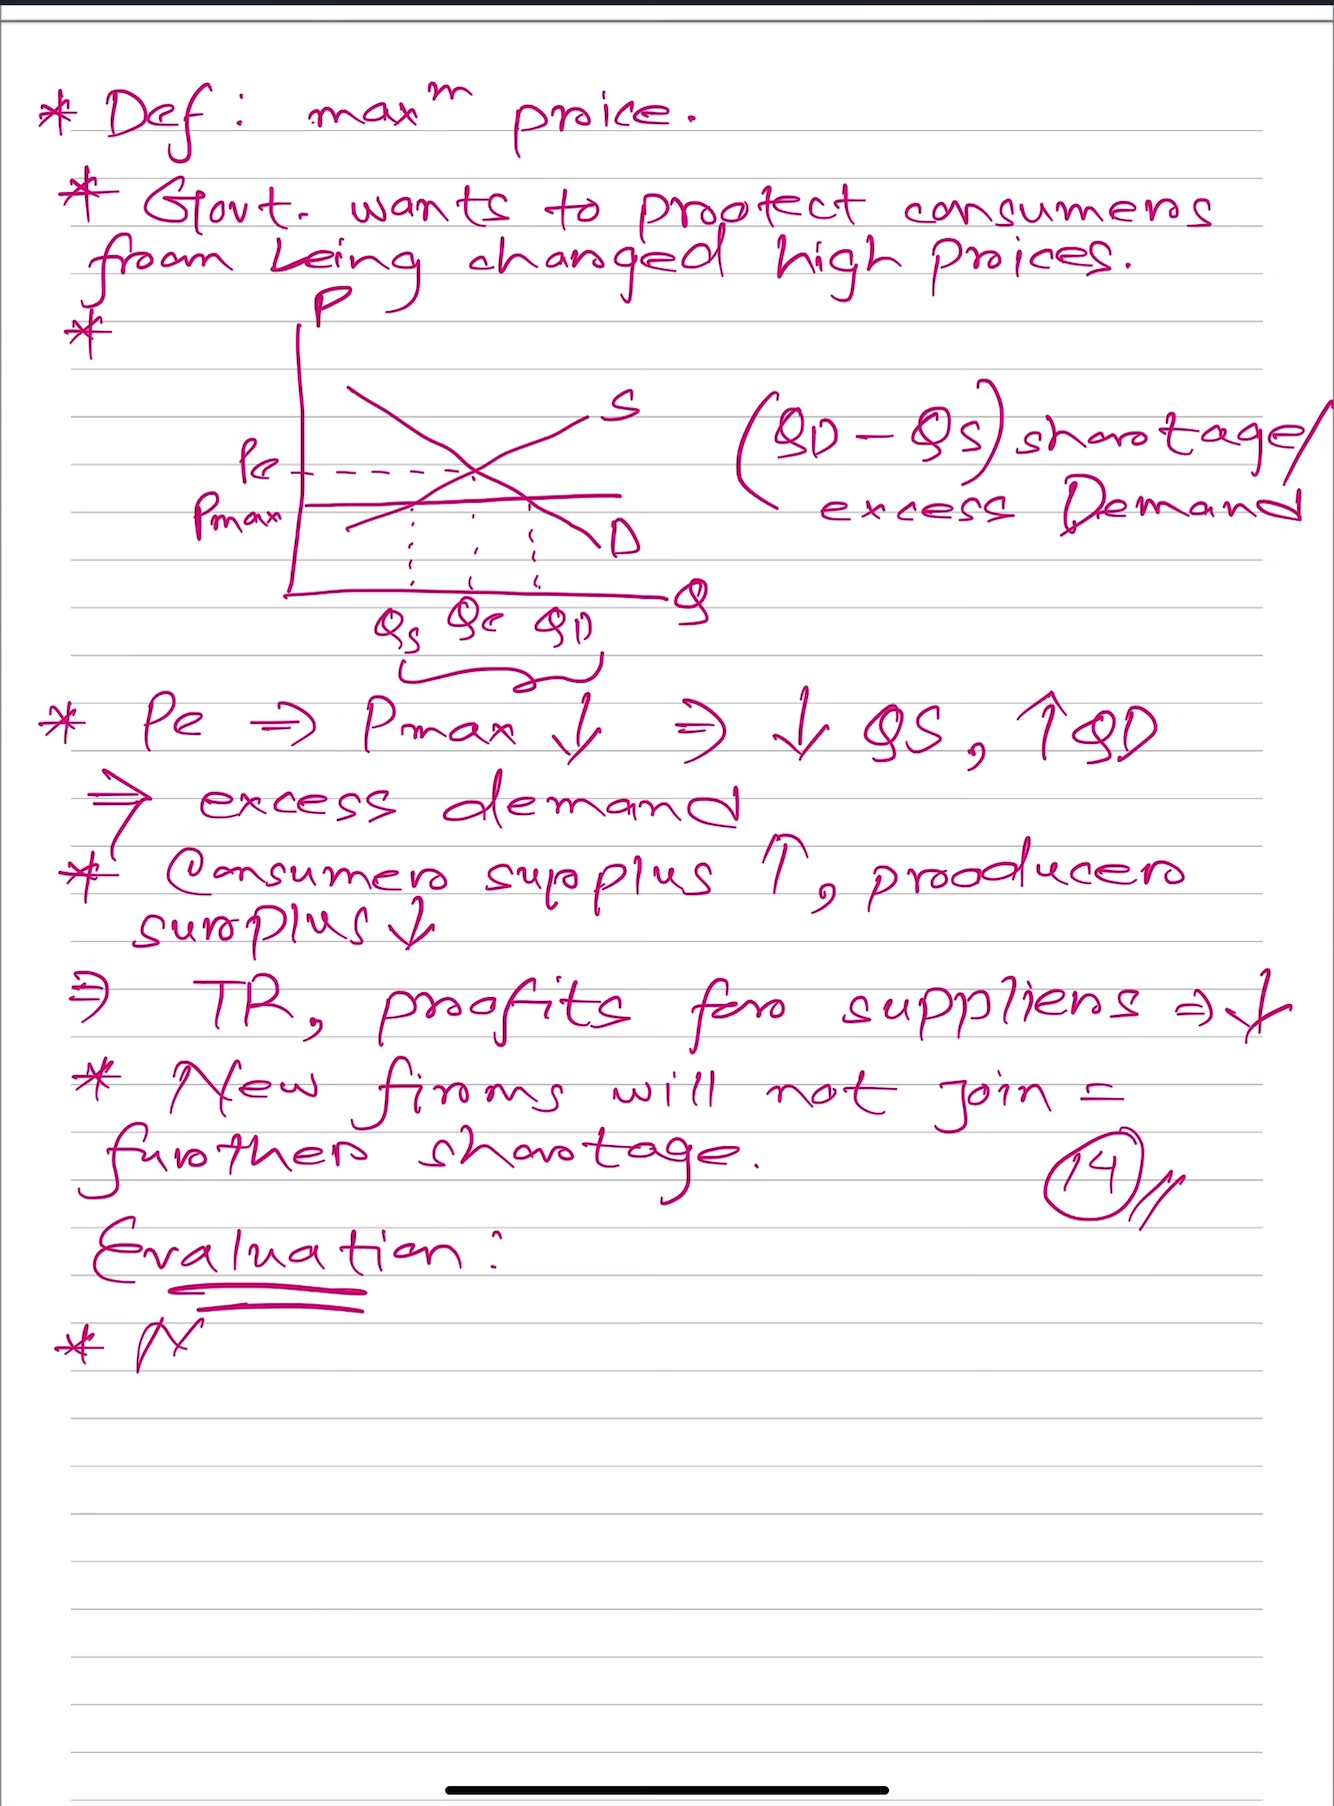 * Def: maxᵐ price.
* Govt. wants to protect consumers
from being charged high prices.
*
P
S
Pe
Pmax
D
Q
Qs Qe QD
(QD - QS) shortage/
excess Demand
* Pe ⇒ Pmax ↓ ⇒ ↓ QS, ↑ QD
⇒ excess demand
* Consumer supplus ↑, producer
surplus ↓
⇒ TR, profits for suppliers ⇒ ↓
* New firms will not join =
further shortage.
14
Evaluation:
* N